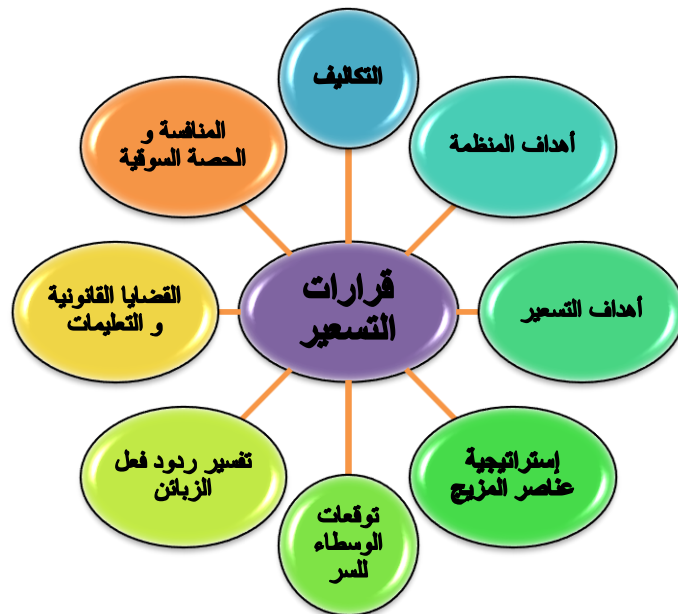 التكاليف
أهداف المنظمة
أهداف التسعير
إستراتيجية
عناصر المزيج
توقعات
الوسطاء
للسر
تفسير ردود فعل
الزبائن
القضايا القانونية
و التعليمات
المنافسة و
الحصة السوقية
قرارات
التسعير